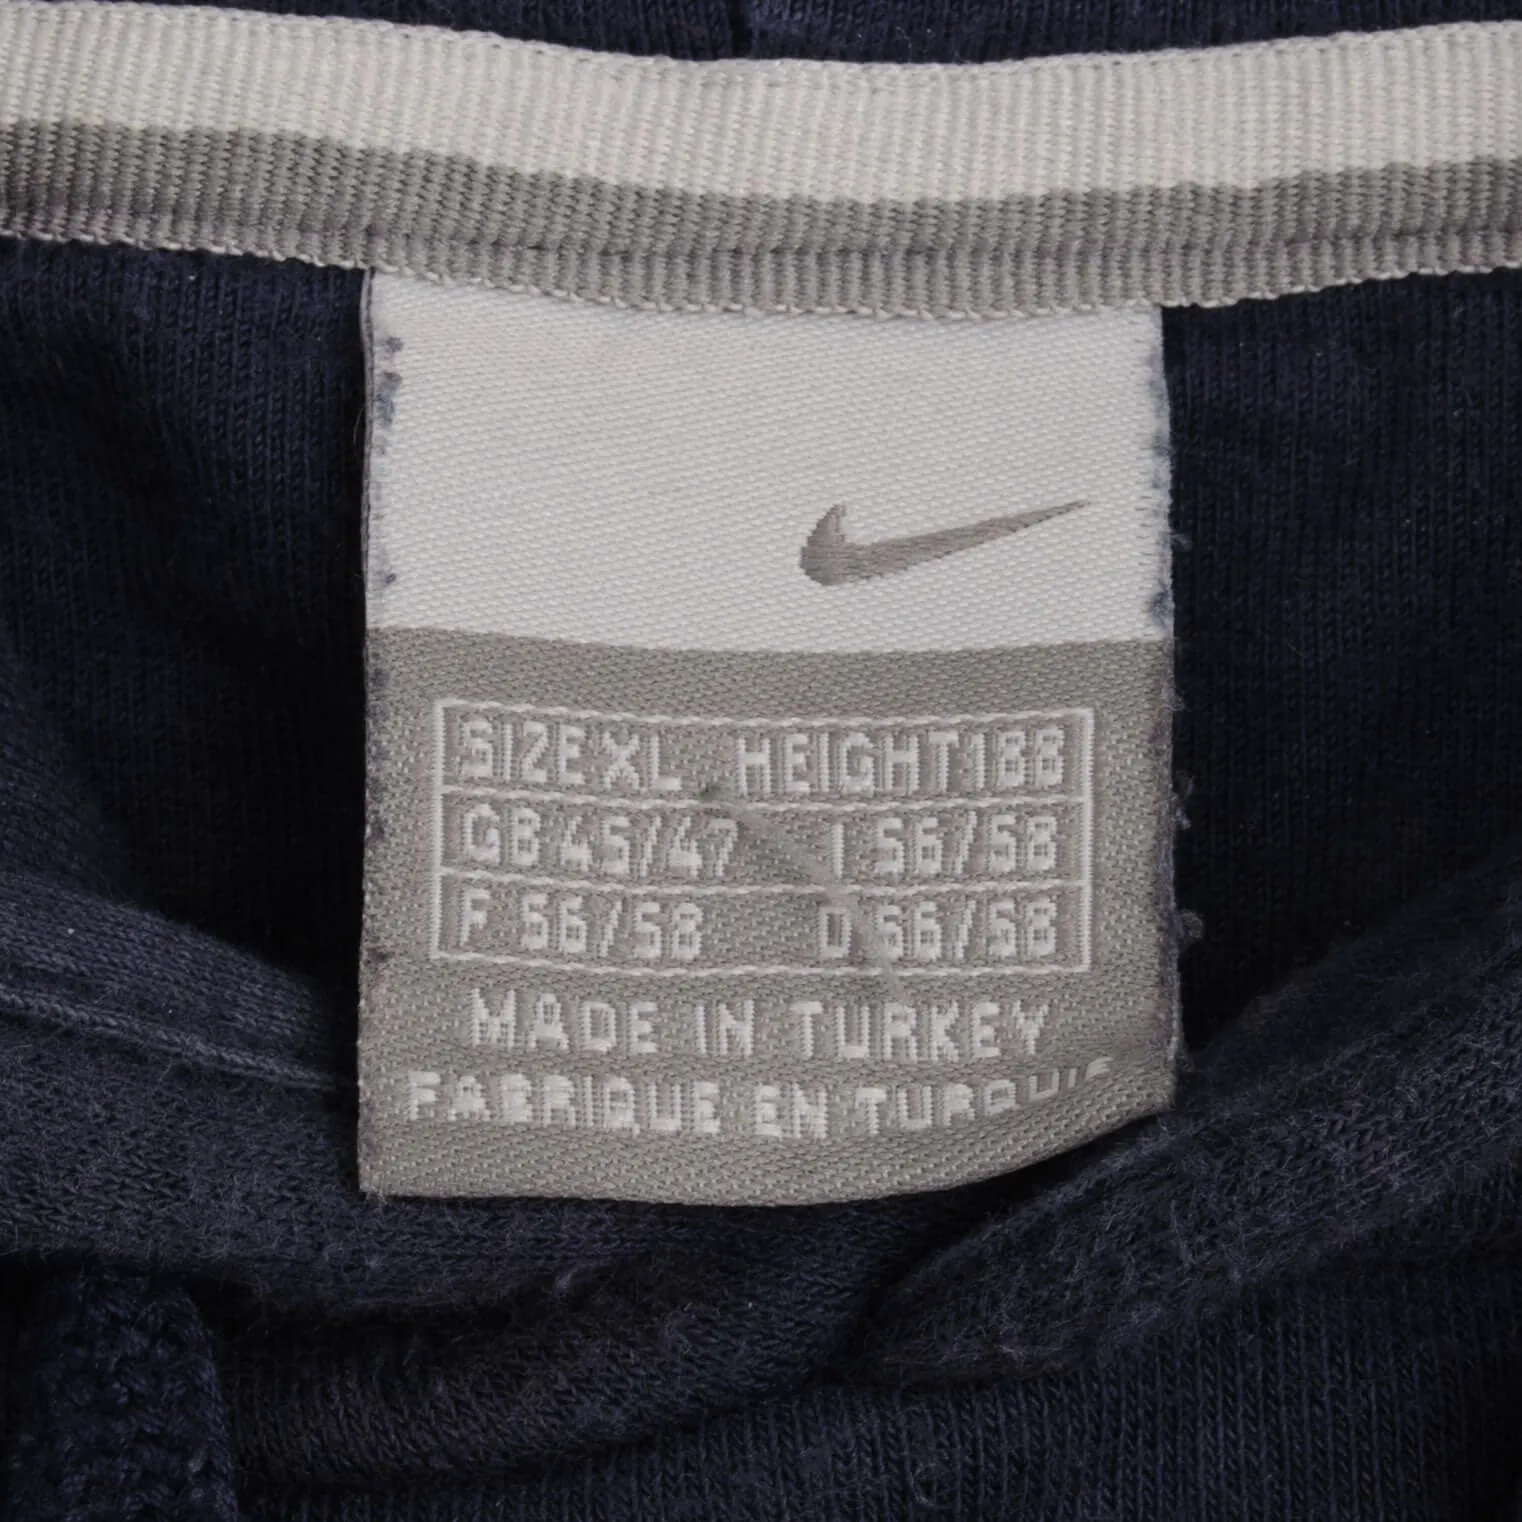 SIZE XL HEIGHT 188
GB 45/47 I 56/58
F 56/58 D 56/58
MADE IN TURKEY
FABRIQUE EN TURQUIE